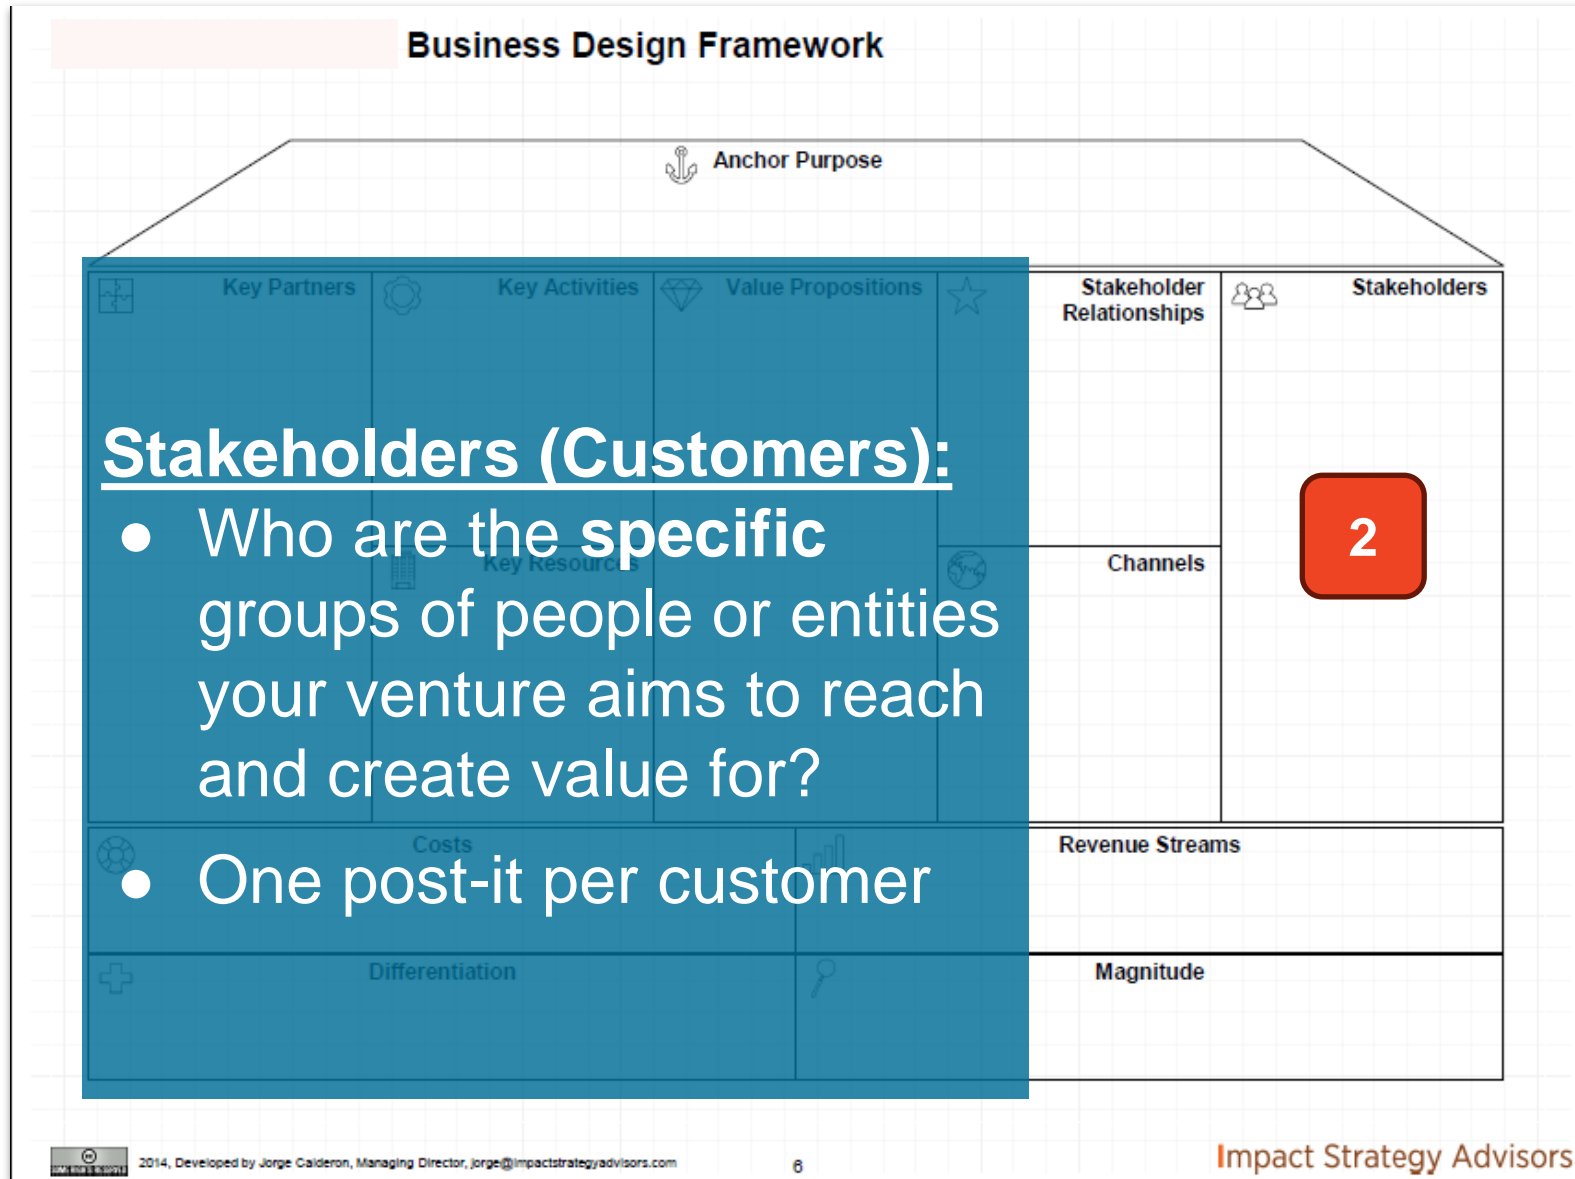 Business Design Framework
Anchor Purpose
Key Partners
Key Activities
Value Propositions
Stakeholder
Relationships
Stakeholders
Stakeholders (Customers):
● Who are the specific
groups of people or entities
your venture aims to reach
and create value for?
● One post-it per customer
2
Key Resources
Channels
Costs
Revenue Streams
Differentiation
Magnitude
2014, Developed by Jorge Calderon, Managing Director, jorge@impactstrategyadvisors.com
6
Impact Strategy Advisors